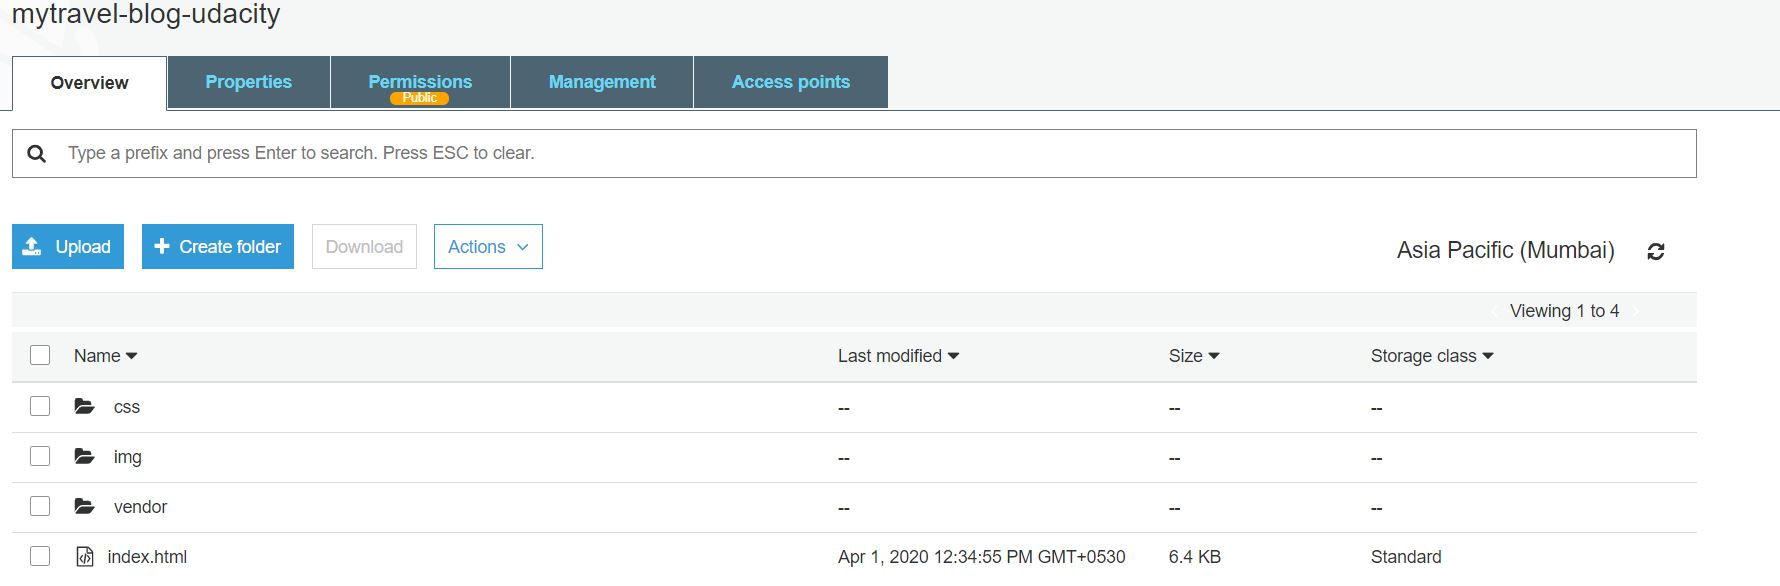 mytravel-blog-udacity
Overview Properties Permissions Management Access points
Public
Type a prefix and press Enter to search. Press ESC to clear.
Upload Create folder Download Actions Asia Pacific (Mumbai)
Viewing 1 to 4
Name Last modified Size Storage class
css -- -- --
img -- -- --
vendor -- -- --
index.html Apr 1, 2020 12:34:55 PM GMT+0530 6.4 KB Standard